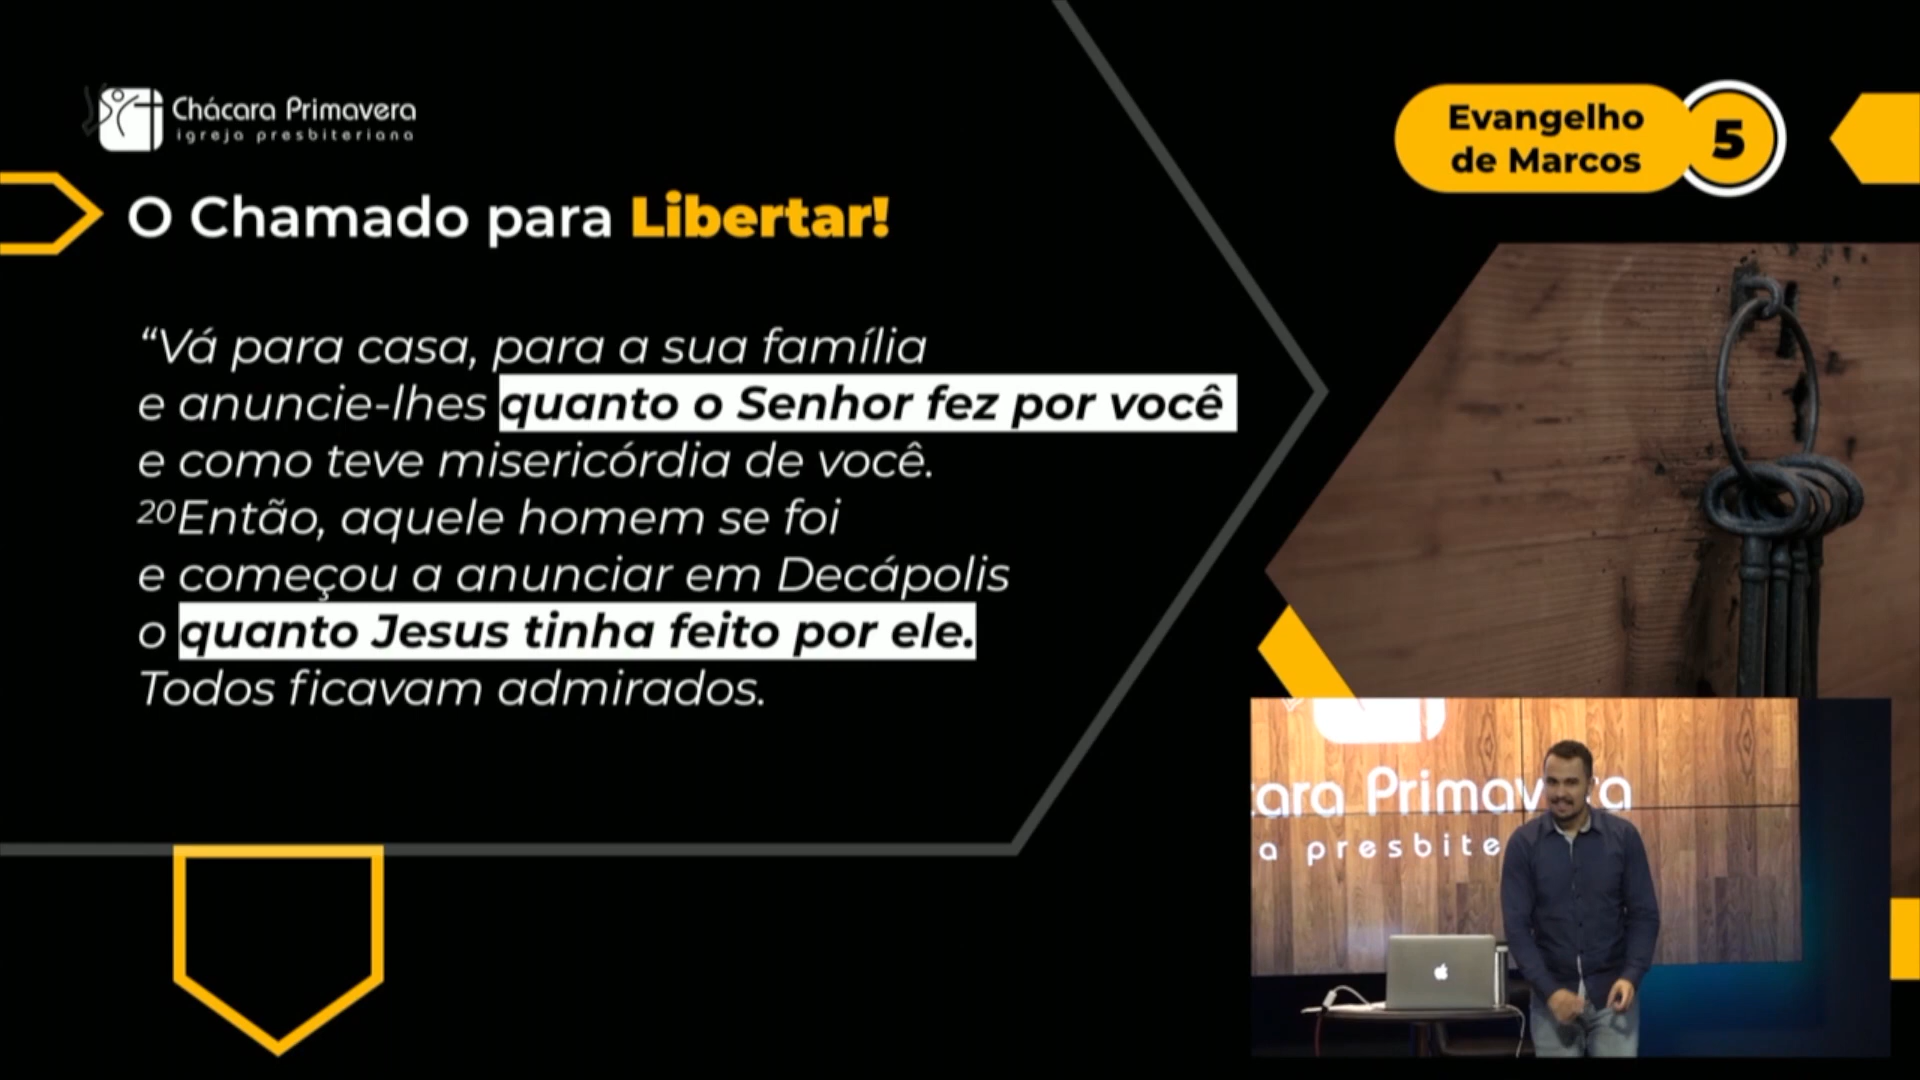 Chácara Primavera
igreja presbiteriana
Evangelho
de Marcos
5
O Chamado para Libertar!
“Vá para casa, para a sua família
e anuncie-lhes quanto o Senhor fez por você
e como teve misericórdia de você.
²⁰Então, aquele homem se foi
e começou a anunciar em Decápolis
o quanto Jesus tinha feito por ele.
Todos ficavam admirados.
cara Primav ra
a presbite